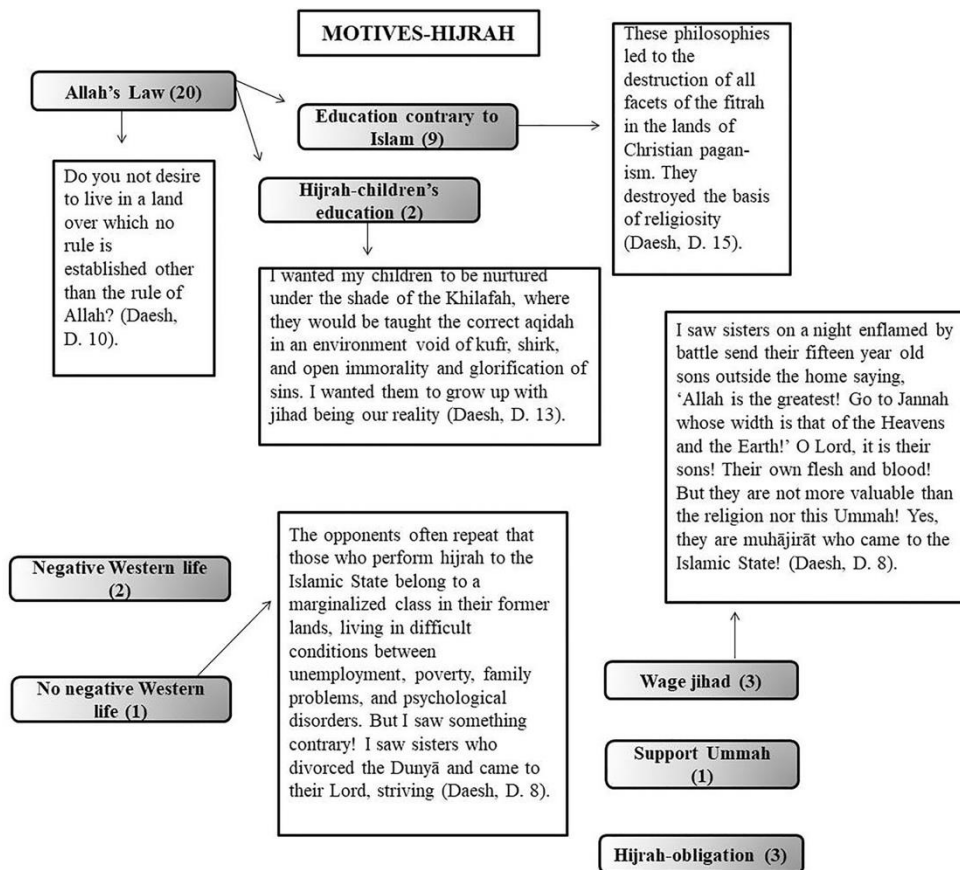 MOTIVES-HIJRAH
Allah's Law (20)
Do you not desire
to live in a land
over which no
rule is
established other
than the rule of
Allah? (Daesh,
D. 10).
Education contrary to
Islam (9)
These philosophies
led to the
destruction of all
facets of the fitrah
in the lands of
Christian pagan-
ism. They
destroyed the basis
of religiosity
(Daesh, D. 15).
Hijrah-children's
education (2)
I wanted my children to be nurtured
under the shade of the Khilafah, where
they would be taught the correct aqidah
in an environment void of kufr, shirk,
and open immorality and glorification of
sins. I wanted them to grow up with
jihad being our reality (Daesh, D. 13).
I saw sisters on a night enflamed by
battle send their fifteen year old
sons outside the home saying,
‘Allah is the greatest! Go to Jannah
whose width is that of the Heavens
and the Earth!’ O Lord, it is their
sons! Their own flesh and blood!
But they are not more valuable than
the religion nor this Ummah! Yes,
they are muhājirāt who came to the
Islamic State! (Daesh, D. 8).
Negative Western life
(2)
No negative Western
life (1)
The opponents often repeat that
those who perform hijrah to the
Islamic State belong to a
marginalized class in their former
lands, living in difficult
conditions between
unemployment, poverty, family
problems, and psychological
disorders. But I saw something
contrary! I saw sisters who
divorced the Dunyā and came to
their Lord, striving (Daesh, D. 8).
Wage jihad (3)
Support Ummah
(1)
Hijrah-obligation (3)